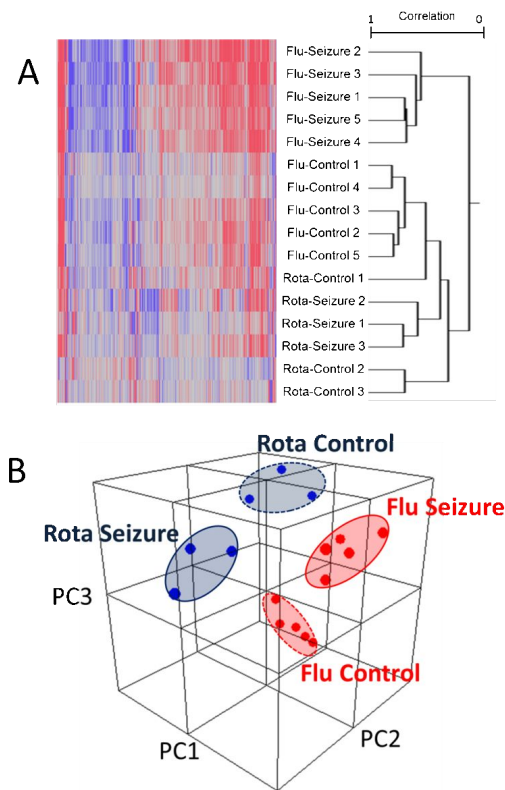 Correlation
1 0
A
Flu-Seizure 2
Flu-Seizure 3
Flu-Seizure 1
Flu-Seizure 5
Flu-Seizure 4
Flu-Control 1
Flu-Control 4
Flu-Control 3
Flu-Control 2
Flu-Control 5
Rota-Control 1
Rota-Seizure 2
Rota-Seizure 1
Rota-Seizure 3
Rota-Control 2
Rota-Control 3
B
Rota Control
Flu Seizure
Rota Seizure
PC3
Flu Control
PC1
PC2